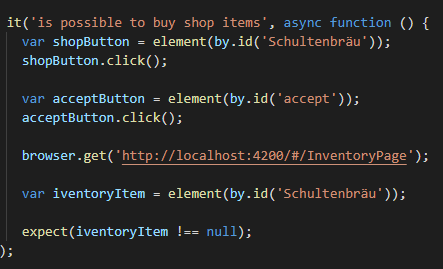 it('is possible to buy shop items', async function () {
var shopButton = element(by.id('Schultenbräu'));
shopButton.click();
var acceptButton = element(by.id('accept'));
acceptButton.click();
browser.get('http://localhost:4200/#/InventoryPage');
var iventoryItem = element(by.id('Schultenbräu'));
expect(iventoryItem !== null);
);